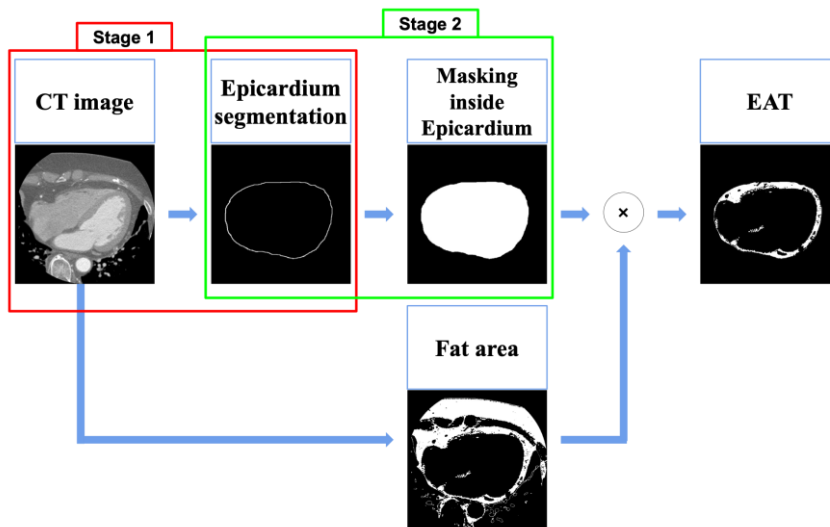 Stage 1
Stage 2
CT image
Epicardium
segmentation
Masking
inside
Epicardium
EAT
×
Fat area